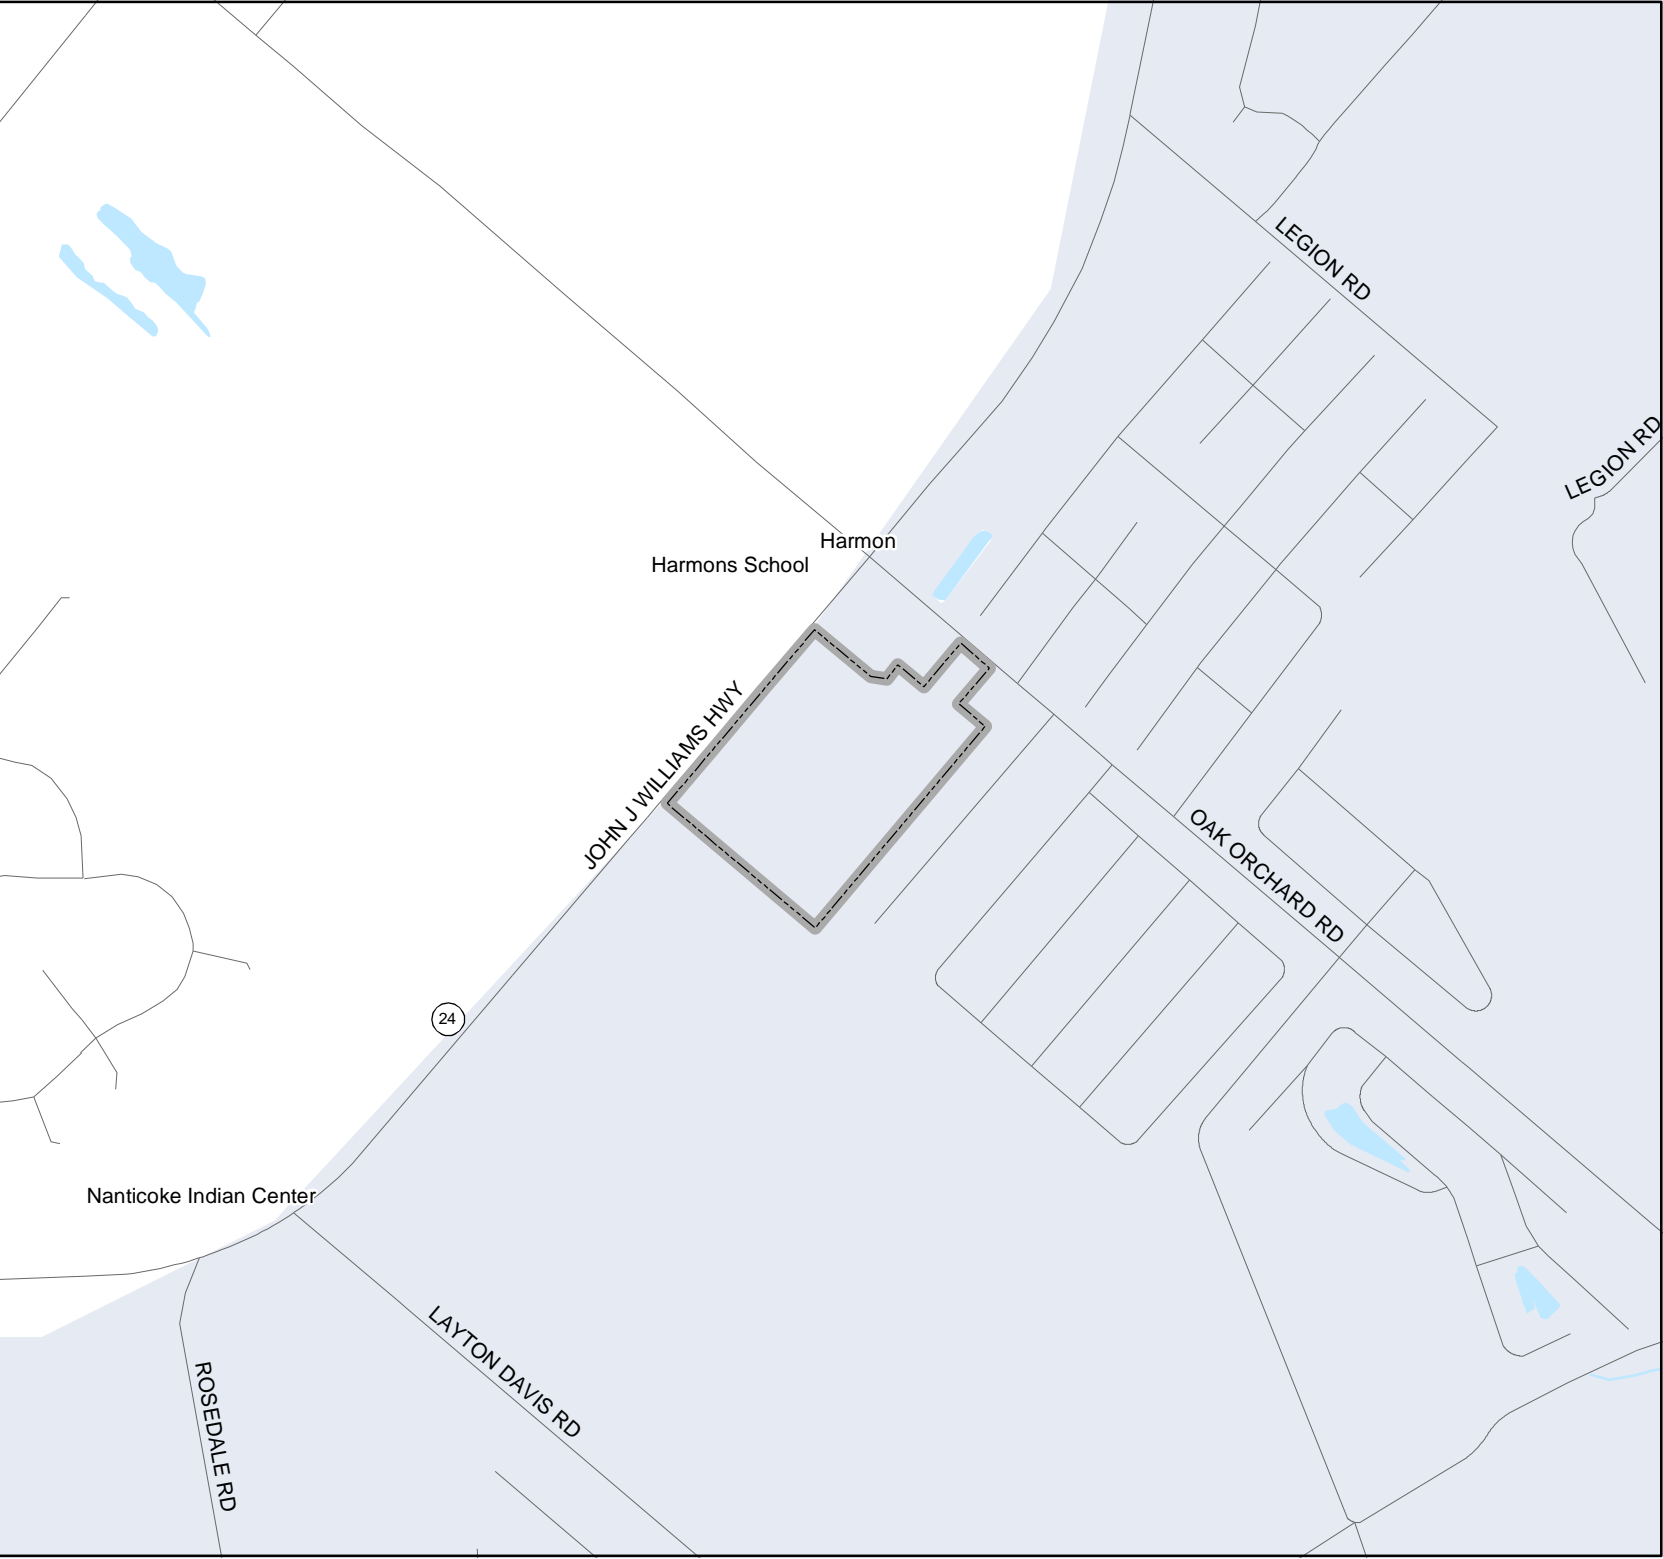 LEGION RD
LEGION RD
Harmon
Harmons School
JOHN J WILLIAMS HWY
OAK ORCHARD RD
24
Nanticoke Indian Center
LAYTON DAVIS RD
ROSEDALE RD